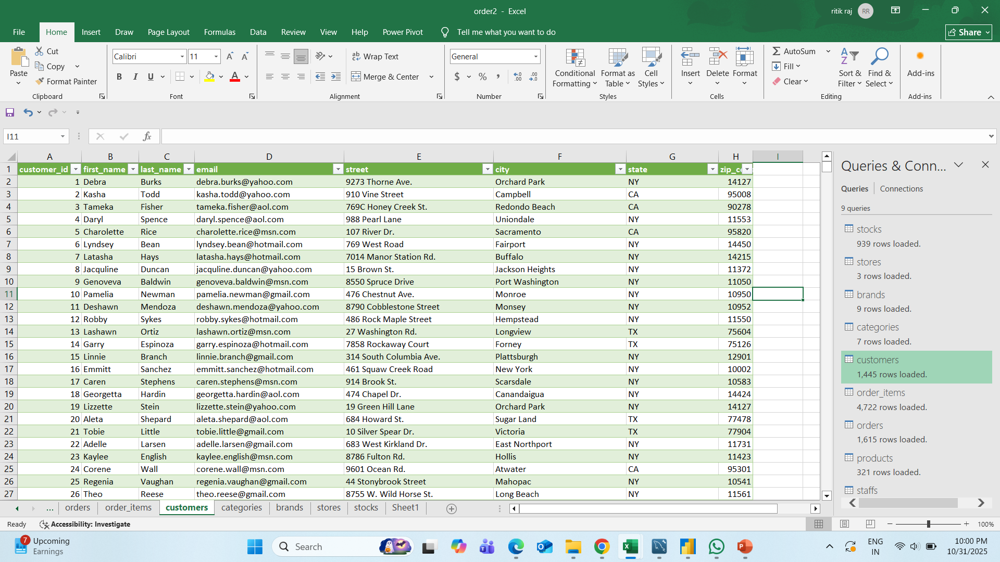 order2 - Excel
ritik raj RR
File Home Insert Draw Page Layout Formulas Data Review View Help Power Pivot Tell me what you want to do Share
Paste Cut Copy Format Painter Clipboard
Calibri 11 B I U A Font
Wrap Text Merge & Center Alignment
General $ % , Number
Conditional Formatting Format as Table Cell Styles Styles
Insert Delete Format Cells
AutoSum Fill Clear Sort & Filter Find & Select Editing
Add-ins Add-ins
I11 fx
A B C D E F G H I
1 customer_id first_name last_name email street city state zip_c
2 1 Debra Burks debra.burks@yahoo.com 9273 Thorne Ave. Orchard Park NY 14127
3 2 Kasha Todd kasha.todd@yahoo.com 910 Vine Street Campbell CA 95008
4 3 Tameka Fisher tameka.fisher@aol.com 769C Honey Creek St. Redondo Beach CA 90278
5 4 Daryl Spence daryl.spence@aol.com 988 Pearl Lane Uniondale NY 11553
6 5 Charolette Rice charolette.rice@msn.com 107 River Dr. Sacramento CA 95820
7 6 Lyndsey Bean lyndsey.bean@hotmail.com 769 West Road Fairport NY 14450
8 7 Latasha Hays latasha.hays@hotmail.com 7014 Manor Station Rd. Buffalo NY 14215
9 8 Jacquline Duncan jacquline.duncan@yahoo.com 15 Brown St. Jackson Heights NY 11372
10 9 Genoveva Baldwin genoveva.baldwin@msn.com 8550 Spruce Drive Port Washington NY 11050
11 10 Pamelia Newman pamelia.newman@gmail.com 476 Chestnut Ave. Monroe NY 10950
12 11 Deshawn Mendoza deshawn.mendoza@yahoo.com 8790 Cobblestone Street Monsey NY 10952
13 12 Robby Sykes robby.sykes@hotmail.com 486 Rock Maple Street Hempstead NY 11550
14 13 Lashawn Ortiz lashawn.ortiz@msn.com 27 Washington Rd. Longview TX 75604
15 14 Garry Espinoza garry.espinoza@hotmail.com 7858 Rockaway Court Forney TX 75126
16 15 Linnie Branch linnie.branch@gmail.com 314 South Columbia Ave. Plattsburgh NY 12901
17 16 Emmitt Sanchez emmitt.sanchez@hotmail.com 461 Squaw Creek Road New York NY 10002
18 17 Caren Stephens caren.stephens@msn.com 914 Brook St. Scarsdale NY 10583
19 18 Georgetta Hardin georgetta.hardin@aol.com 474 Chapel Dr. Canandaigua NY 14424
20 19 Lizzette Stein lizzette.stein@yahoo.com 19 Green Hill Lane Orchard Park NY 14127
21 20 Aleta Shepard aleta.shepard@aol.com 684 Howard St. Sugar Land TX 77478
22 21 Tobie Little tobie.little@gmail.com 10 Silver Spear Dr. Victoria TX 77904
23 22 Adelle Larsen adelle.larsen@gmail.com 683 West Kirkland Dr. East Northport NY 11731
24 23 Kaylee English kaylee.english@msn.com 8786 Fulton Rd. Hollis NY 11423
25 24 Corene Wall corene.wall@msn.com 9601 Ocean Rd. Atwater CA 95301
26 25 Regenia Vaughan regenia.vaughan@gmail.com 44 Stonybrook Street Mahopac NY 10541
27 26 Theo Reese theo.reese@gmail.com 8755 W. Wild Horse St. Long Beach NY 11561
Queries & Conn...
Queries Connections
9 queries
stocks
939 rows loaded.
stores
3 rows loaded.
brands
9 rows loaded.
categories
7 rows loaded.
customers
1,445 rows loaded.
order_items
4,722 rows loaded.
orders
1,615 rows loaded.
products
321 rows loaded.
staffs
... orders order_items customers categories brands stores stocks Sheet1
Ready Accessibility: Investigate 100%
7 Upcoming
Earnings
Search
ENG
IN
10:00 PM
10/31/2025